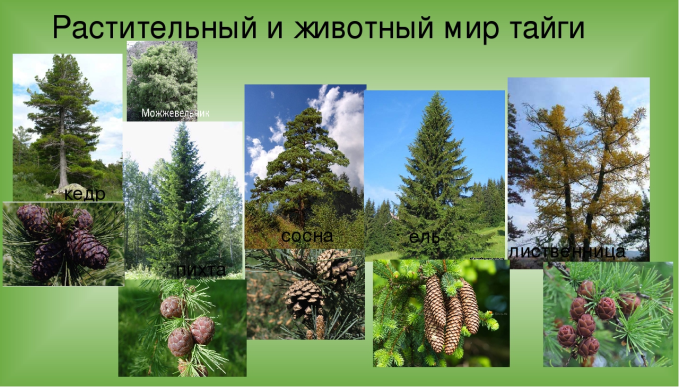 Растительный и животный мир тайги
Можжевельник
кедр
пихта
сосна
ель
лиственница